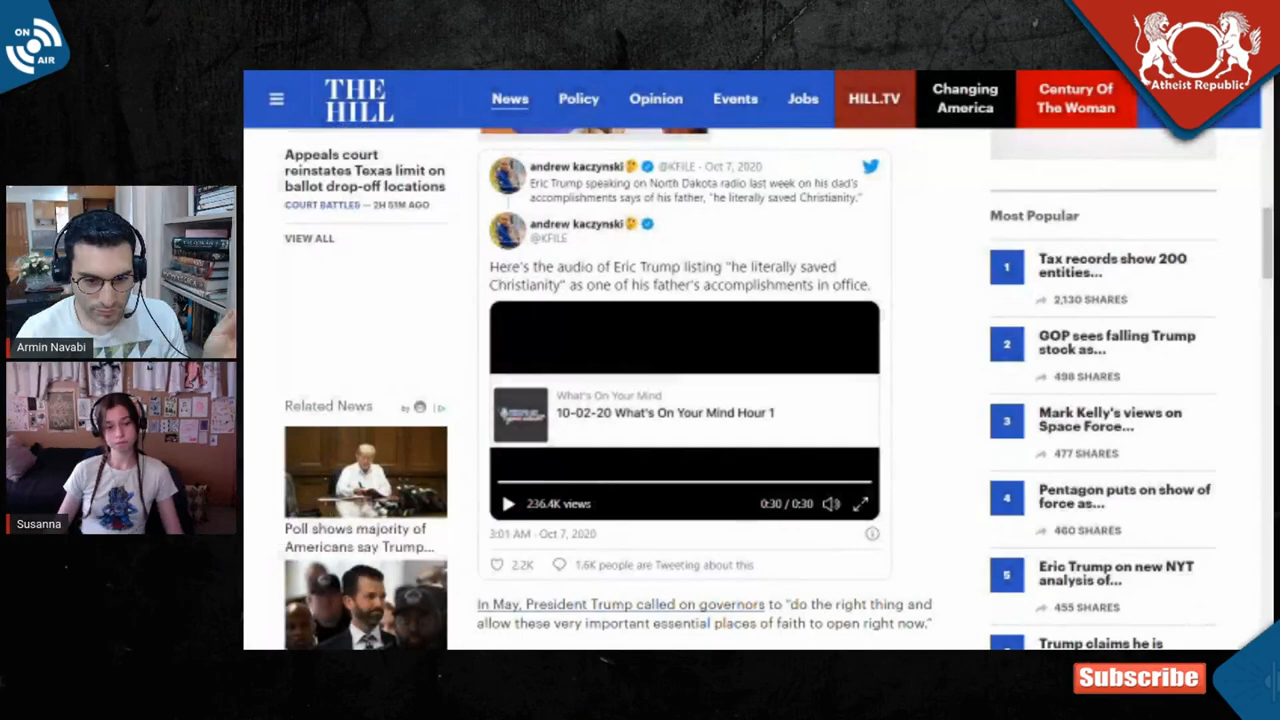 ON
AIR
Atheist Republic
THE
HILL
News
Policy
Opinion
Events
Jobs
HILL.TV
Changing
America
Century Of
The Woman
Appeals court
reinstates Texas limit on
ballot drop-off locations
COURT BATTLES — 2H 51M AGO
VIEW ALL
Related News
by
Poll shows majority of
Americans say Trump...
andrew kaczynski @KFILE · Oct 7, 2020
Eric Trump speaking on North Dakota radio last week on his dad's
accomplishments says of his father, "he literally saved Christianity."
andrew kaczynski
@KFILE
Here's the audio of Eric Trump listing "he literally saved
Christianity" as one of his father's accomplishments in office.
What's On Your Mind
10-02-20 What's On Your Mind Hour 1
236.4K views
0:30 / 0:30
3:01 AM · Oct 7, 2020
2.2K
1.6K people are Tweeting about this
In May, President Trump called on governors to "do the right thing and
allow these very important essential places of faith to open right now."
Most Popular
1
Tax records show 200
entities...
2,130 SHARES
2
GOP sees falling Trump
stock as...
498 SHARES
3
Mark Kelly's views on
Space Force...
477 SHARES
4
Pentagon puts on show of
force as...
460 SHARES
5
Eric Trump on new NYT
analysis of...
455 SHARES
Trump claims he is
Armin Navabi
Susanna
Subscribe